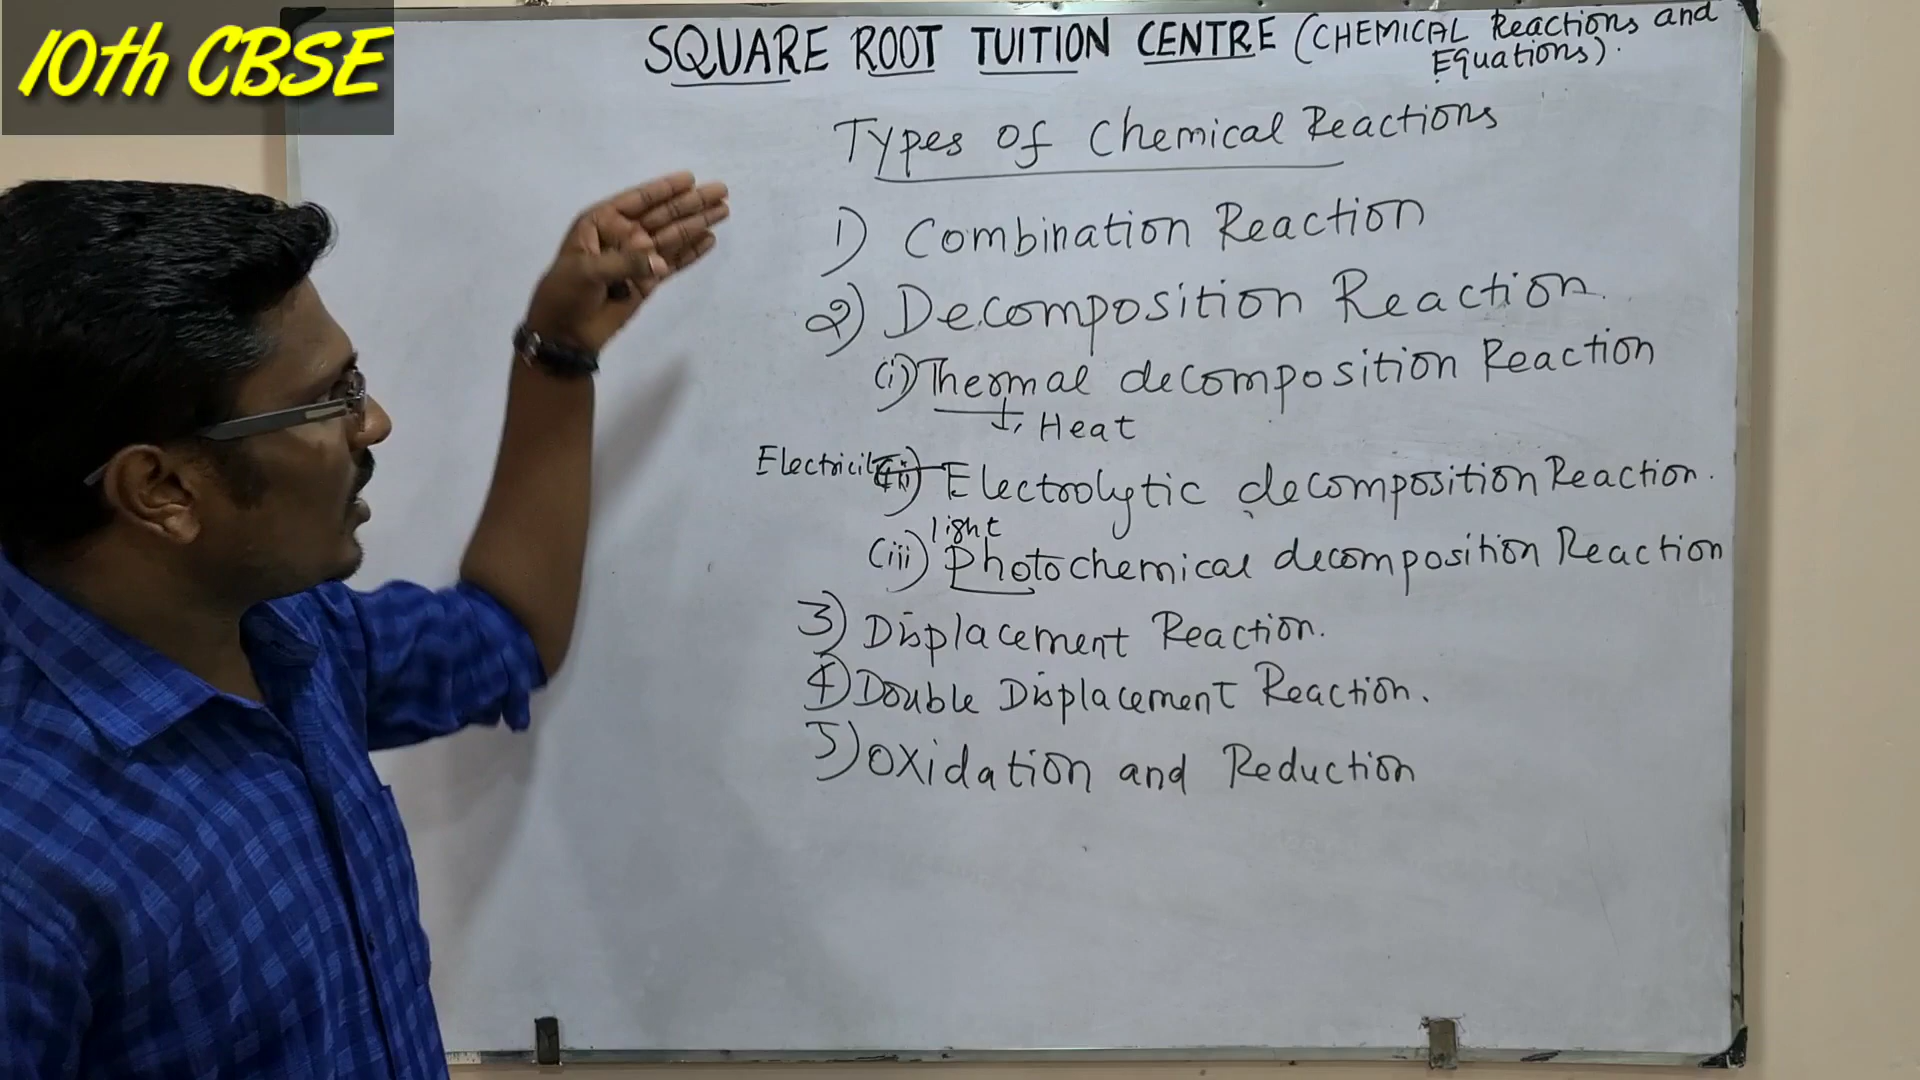 10th CBSE
SQUARE ROOT TUITION CENTRE (CHEMICAL Reactions and
Equations).
Types of Chemical Reactions
1) Combination Reaction
2) Decomposition Reaction.
(i) Thermal decomposition Reaction
Heat
Electricity (ii) Electrolytic decomposition Reaction.
light
(iii) Photochemical decomposition Reaction
3) Displacement Reaction.
4) Double Displacement Reaction.
5) Oxidation and Reduction